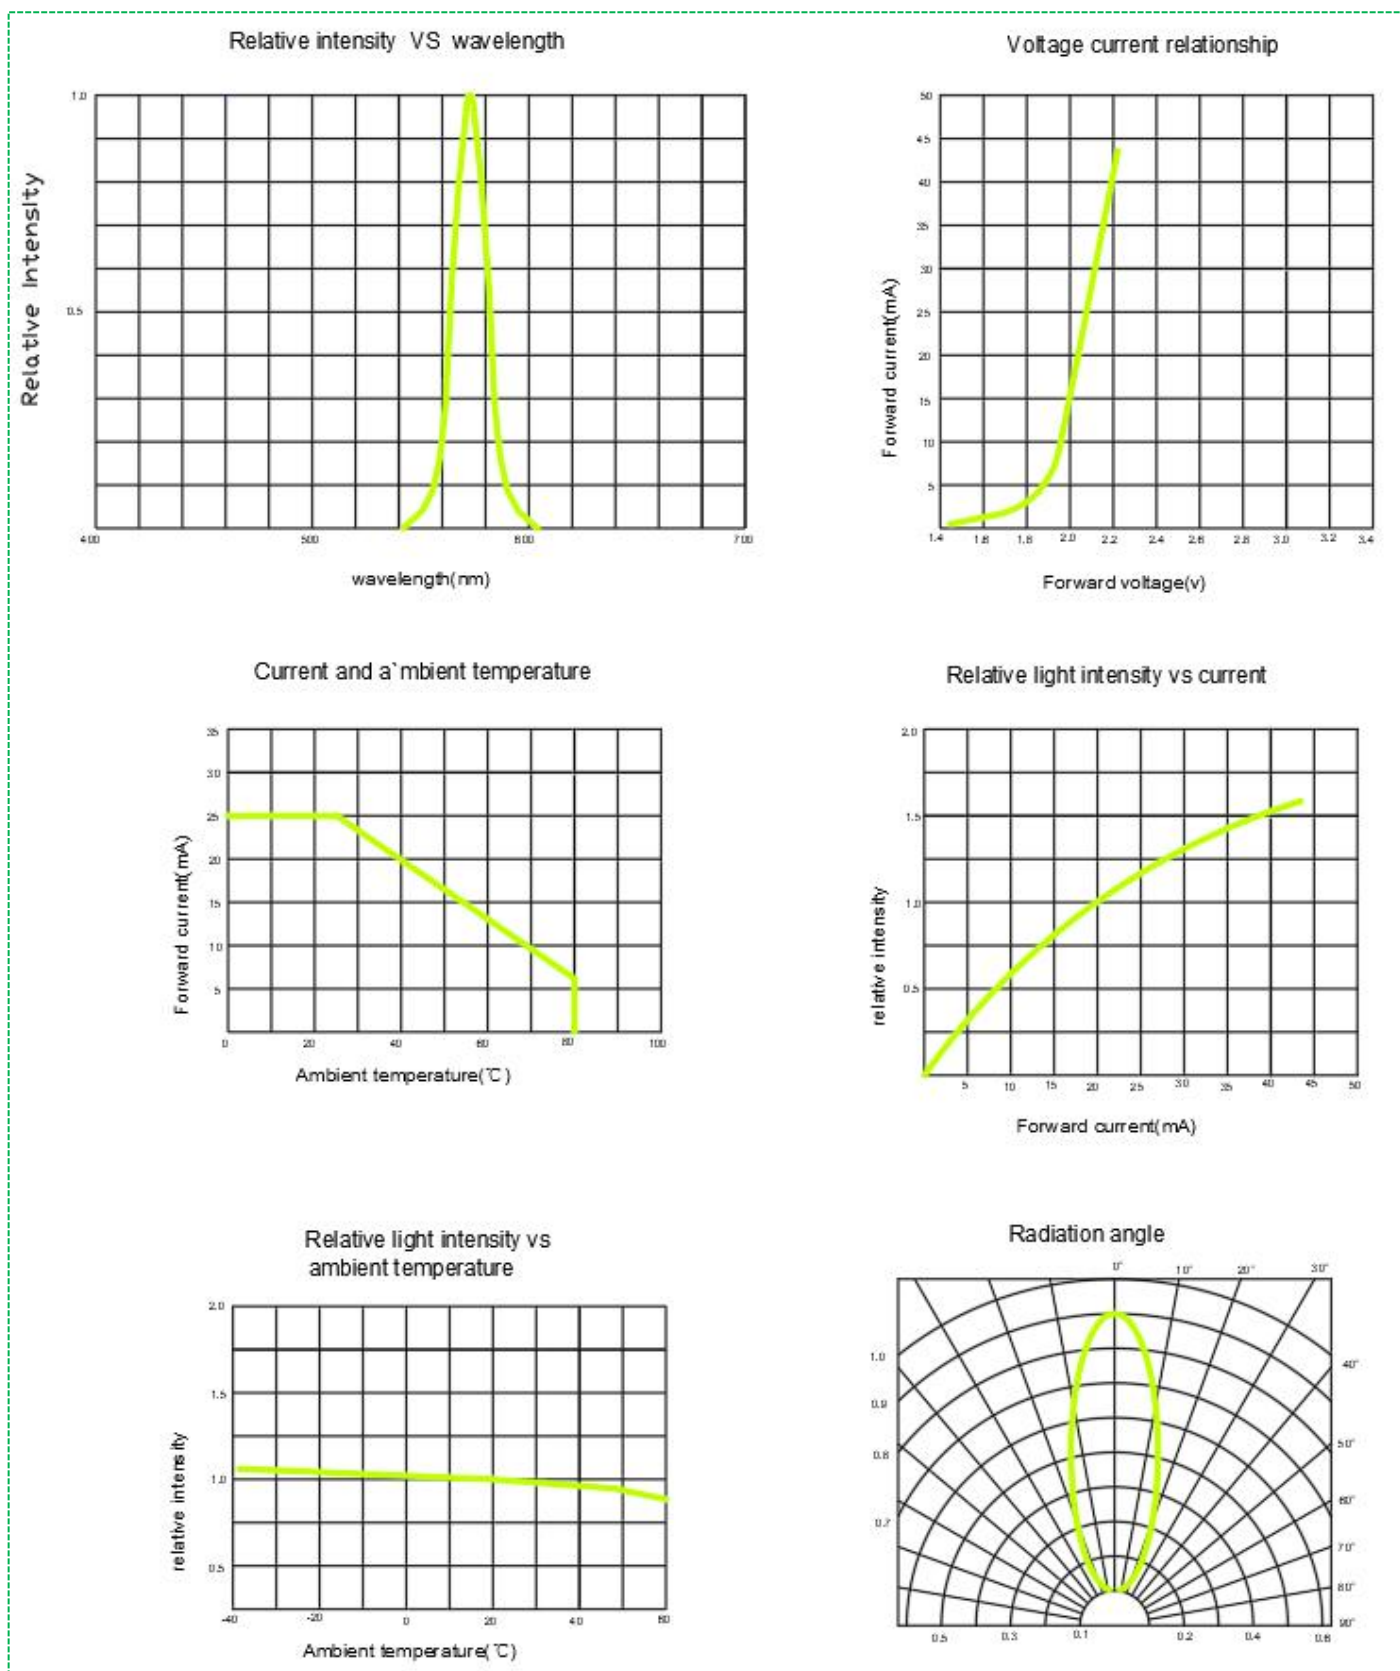 Relative intensity VS wavelength
1.0
0.5
400 500 600 700
Relative Intensity
wavelength(nm)
Voltage current relationship
50
45
40
35
30
25
20
15
10
5
1.4 1.6 1.8 2.0 2.2 2.4 2.6 2.8 3.0 3.2 3.4
Forward current(mA)
Forward voltage(v)
Current and a`mbient temperature
35
30
25
20
15
10
5
0 20 40 60 80 100
Forward current(mA)
Ambient temperature(℃)
Relative light intensity vs current
2.0
1.5
1.0
0.5
5 10 15 20 25 30 35 40 45 50
relative intensity
Forward current(mA)
Relative light intensity vs
ambient temperature
2.0
1.5
1.0
0.5
-40 -20 0 20 40 60
relative intensity
Ambient temperature(℃)
Radiation angle
0° 10° 20° 30°
1.0 40°
0.9
0.8 50°
60°
0.7
70°
80°
90°
0.5 0.3 0.1 0.2 0.4 0.6